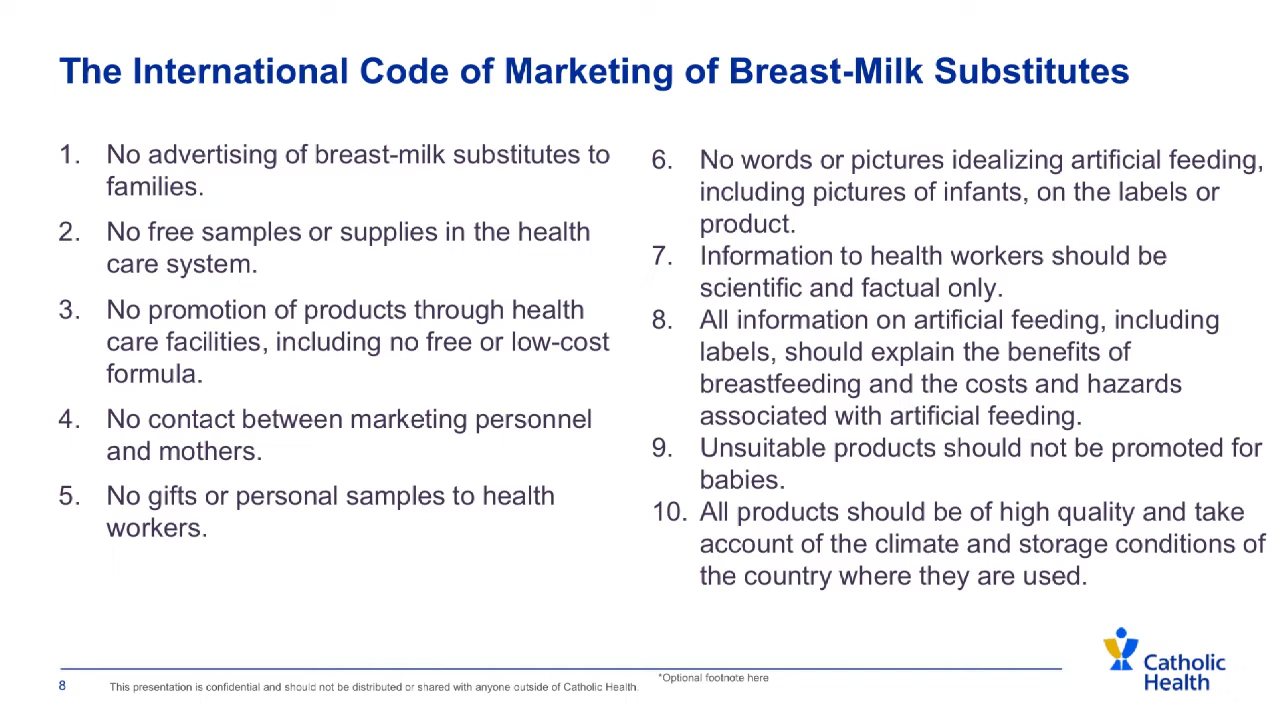 The International Code of Marketing of Breast-Milk Substitutes
1. No advertising of breast-milk substitutes to
families.
2. No free samples or supplies in the health
care system.
3. No promotion of products through health
care facilities, including no free or low-cost
formula.
4. No contact between marketing personnel
and mothers.
5. No gifts or personal samples to health
workers.
6. No words or pictures idealizing artificial feeding,
including pictures of infants, on the labels or
product.
7. Information to health workers should be
scientific and factual only.
8. All information on artificial feeding, including
labels, should explain the benefits of
breastfeeding and the costs and hazards
associated with artificial feeding.
9. Unsuitable products should not be promoted for
babies.
10. All products should be of high quality and take
account of the climate and storage conditions of
the country where they are used.
8
This presentation is confidential and should not be distributed or shared with anyone outside of Catholic Health.
*Optional footnote here
Catholic
Health